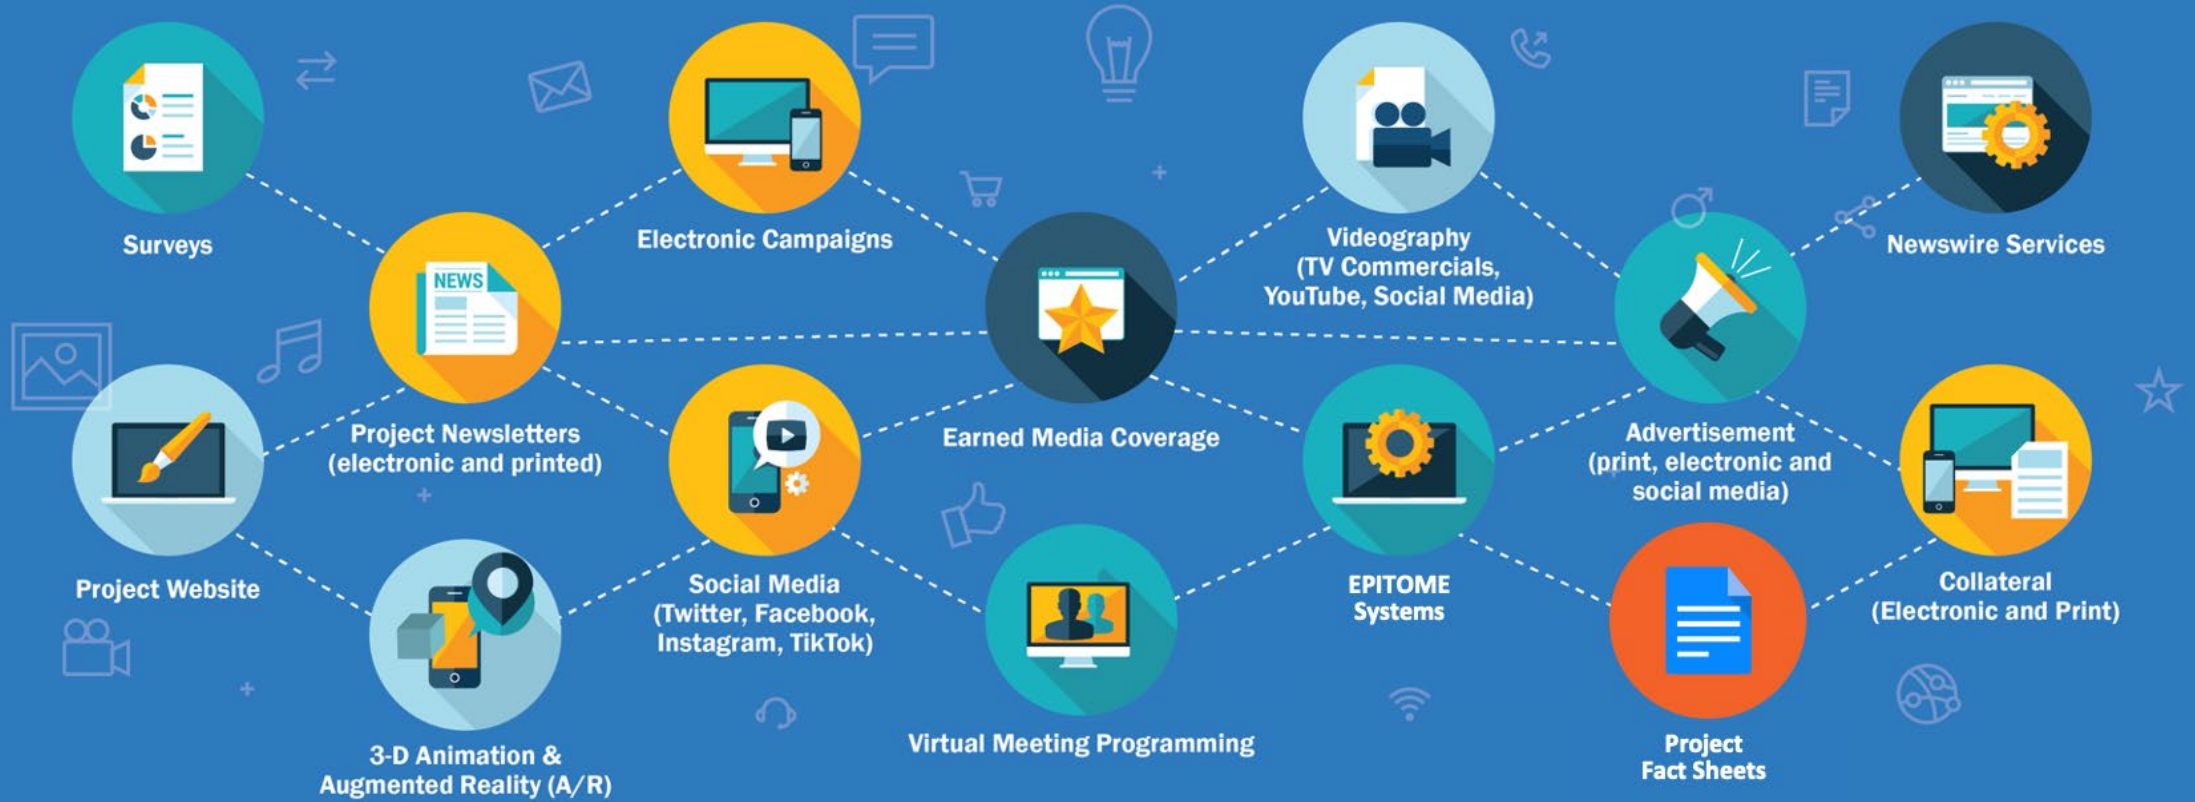 Surveys
NEWS
Project Newsletters
(electronic and printed)
Electronic Campaigns
Earned Media Coverage
Videography
(TV Commercials,
YouTube, Social Media)
Newswire Services
Advertisement
(print, electronic and
social media)
Project Website
3-D Animation &
Augmented Reality (A/R)
Social Media
(Twitter, Facebook,
Instagram, TikTok)
Virtual Meeting Programming
EPITOME
Systems
Project
Fact Sheets
Collateral
(Electronic and Print)